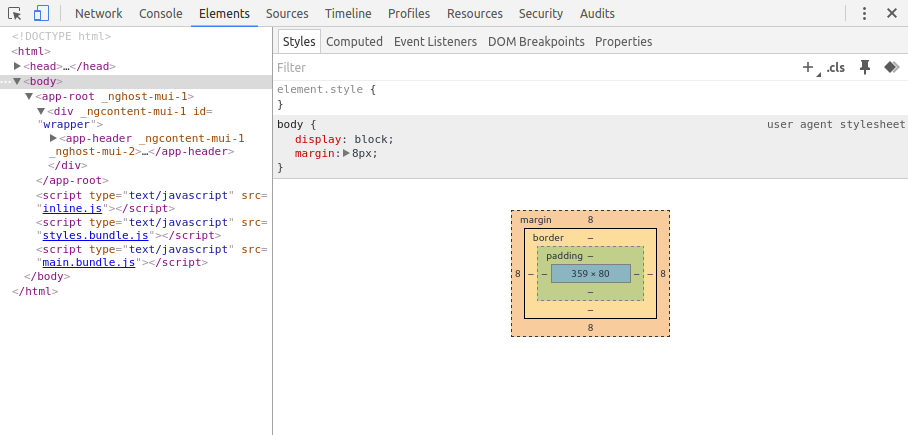 Network Console Elements Sources Timeline Profiles Resources Security Audits
<!DOCTYPE html>
<html>
<head>…</head>
<body>
<app-root _nghost-mui-1>
<div _ngcontent-mui-1 id=
"wrapper">
<app-header _ngcontent-mui-1
_nghost-mui-2>…</app-header>
</div>
</app-root>
<script type="text/javascript" src=
"inline.js"></script>
<script type="text/javascript" src=
"styles.bundle.js"></script>
<script type="text/javascript" src=
"main.bundle.js"></script>
</body>
</html>
Styles Computed Event Listeners DOM Breakpoints Properties
Filter + .cls
element.style {
}
body { user agent stylesheet
display: block;
margin: 8px;
}
margin 8
border –
padding –
8 – – 359 × 80 – – 8
–
–
8